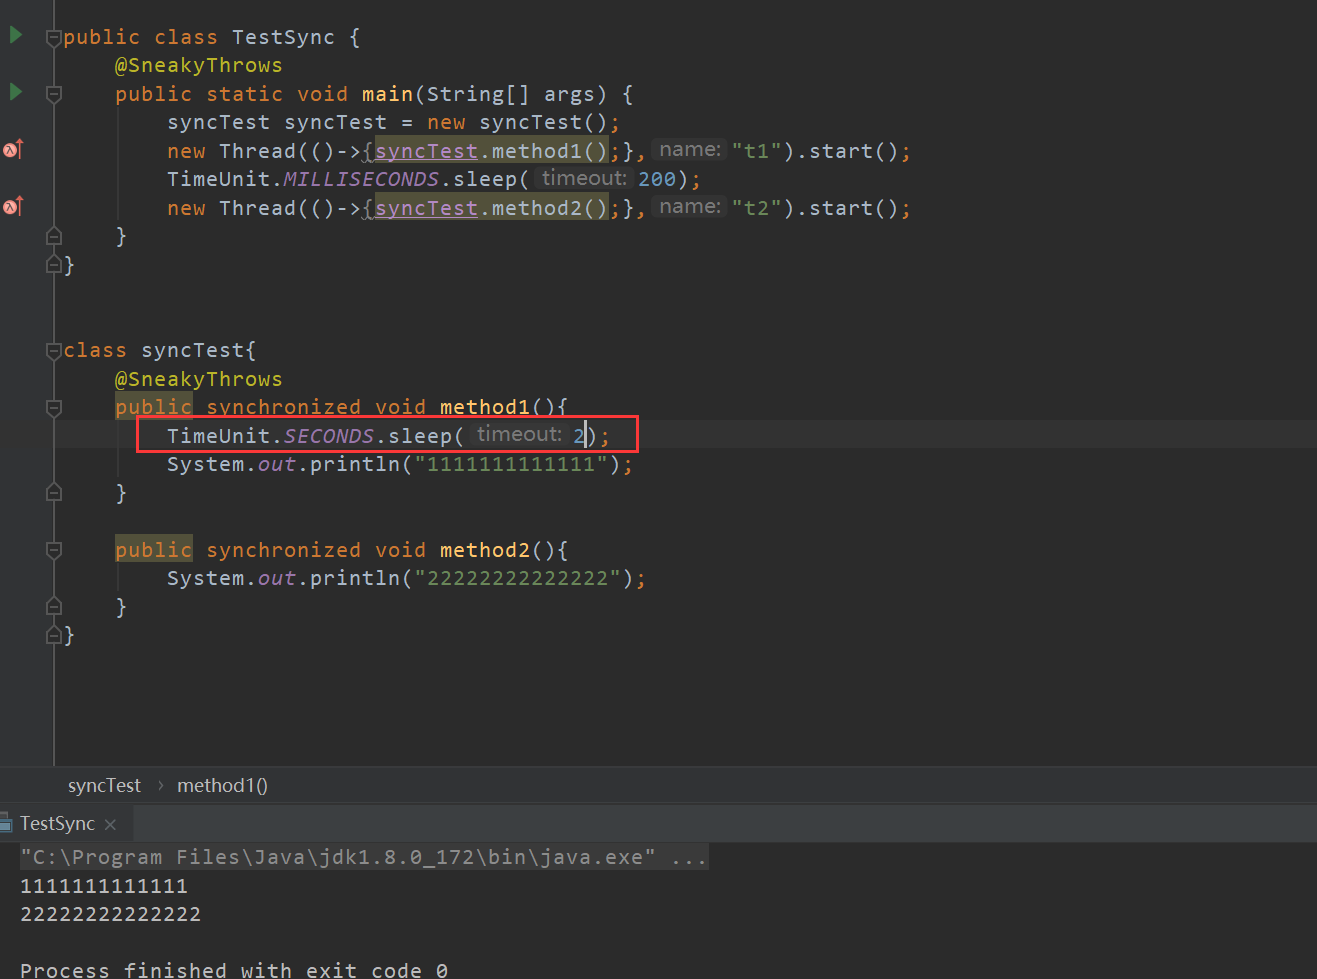 public class TestSync {
@SneakyThrows
public static void main(String[] args) {
syncTest syncTest = new syncTest();
new Thread(()->{syncTest.method1();}, name: "t1").start();
TimeUnit.MILLISECONDS.sleep( timeout: 200);
new Thread(()->{syncTest.method2();}, name: "t2").start();
}
}
class syncTest{
@SneakyThrows
public synchronized void method1(){
TimeUnit.SECONDS.sleep( timeout: 2);
System.out.println("1111111111111");
}
public synchronized void method2(){
System.out.println("22222222222222");
}
}
syncTest › method1()
TestSync ×
"C:\Program Files\Java\jdk1.8.0_172\bin\java.exe" ...
1111111111111
22222222222222
Process finished with exit code 0